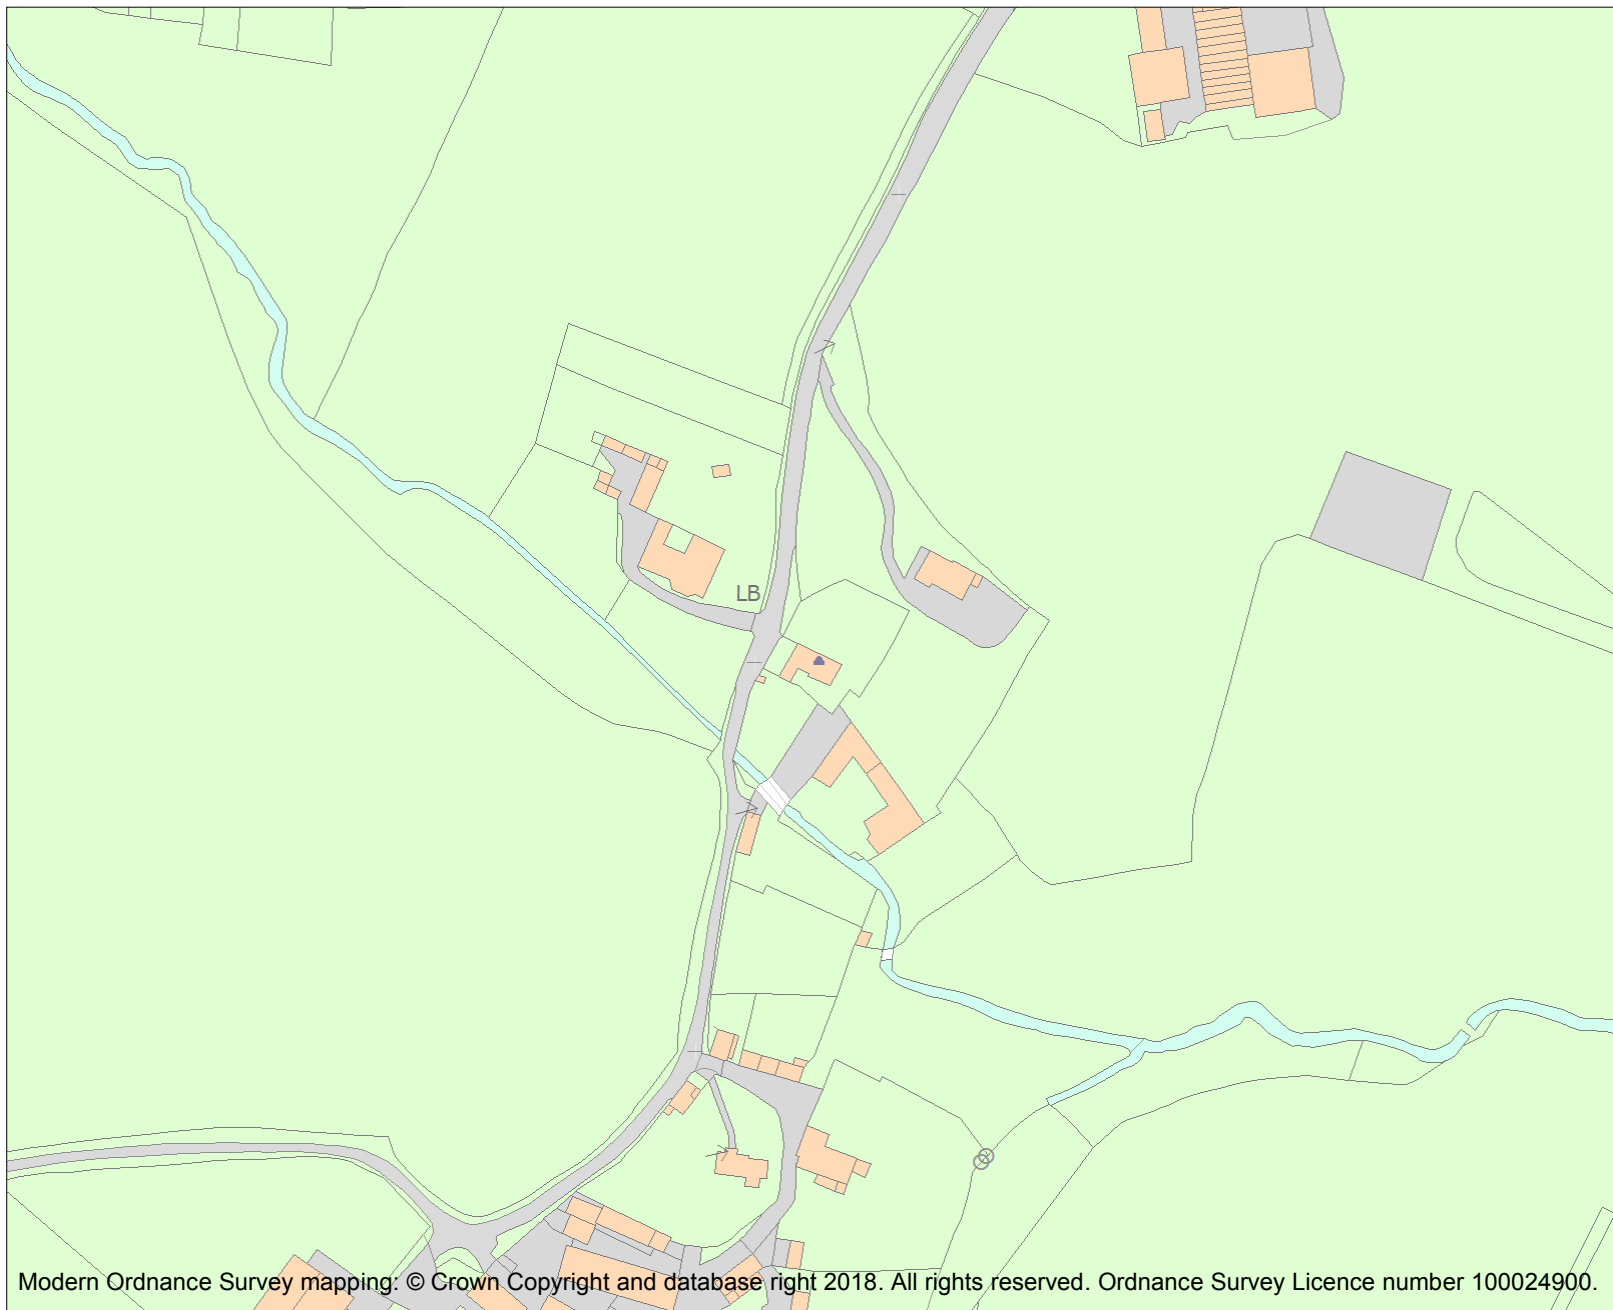 LB
Modern Ordnance Survey mapping: © Crown Copyright and database right 2018. All rights reserved. Ordnance Survey Licence number 100024900.